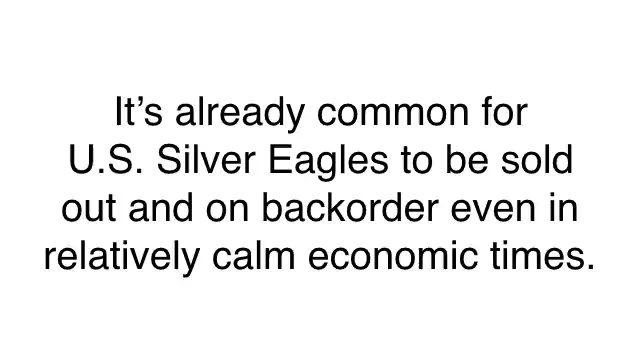 It’s already common for
U.S. Silver Eagles to be sold
out and on backorder even in
relatively calm economic times.